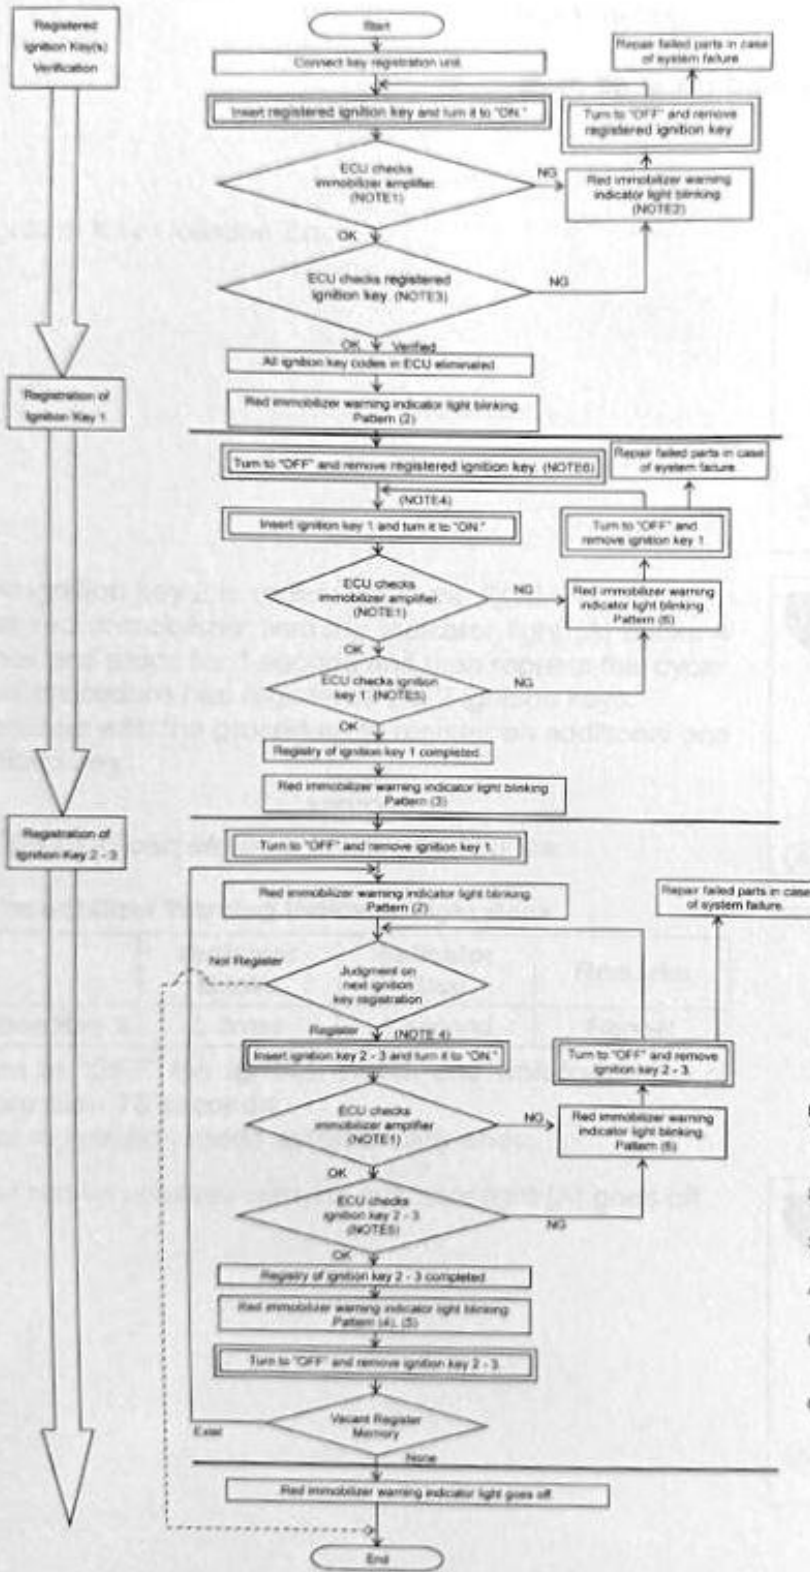 Registered
Ignition Key(s)
Verification
Start
Connect key registration unit.
Repair failed parts in case
of system failure
Insert registered ignition key and turn it to "ON."
Turn to "OFF" and remove
registered ignition key
ECU checks
immobilizer amplifier.
(NOTE1)
NG
Red immobilizer warning
indicator light blinking.
(NOTE2)
OK
ECU checks registered
ignition key. (NOTE3)
NG
OK
Verified
All ignition key codes in ECU eliminated
Registration of
Ignition Key 1
Red immobilizer warning indicator light blinking
Pattern (2)
Turn to "OFF" and remove registered ignition key. (NOTE6)
Repair failed parts in case
of system failure
(NOTE4)
Insert ignition key 1 and turn it to "ON."
Turn to "OFF" and
remove ignition key 1
ECU checks
immobilizer amplifier.
(NOTE1)
NG
Red immobilizer warning
indicator light blinking
Pattern (6)
OK
ECU checks ignition
key 1. (NOTE5)
NG
OK
Registry of ignition key 1 completed.
Red immobilizer warning indicator light blinking
Pattern (3)
Registration of
Ignition Key 2 - 3
Turn to "OFF" and remove ignition key 1.
Red immobilizer warning indicator light blinking.
Pattern (2)
Repair failed parts in case
of system failure.
Not Register
Judgment on
next ignition
key registration
Register
(NOTE 4)
Insert ignition key 2 - 3 and turn it to "ON."
Turn to "OFF" and remove
ignition key 2 - 3.
ECU checks
immobilizer amplifier
(NOTE1)
NG
Red immobilizer warning
indicator light blinking.
Pattern (6)
OK
ECU checks
ignition key 2 - 3.
(NOTE5)
NG
OK
Registry of ignition key 2 - 3 completed
Red immobilizer warning indicator light blinking.
Pattern (4), (5)
Turn to "OFF" and remove ignition key 2 - 3.
Vacant Register
Memory
Exist
None
Red immobilizer warning indicator light goes off.
End